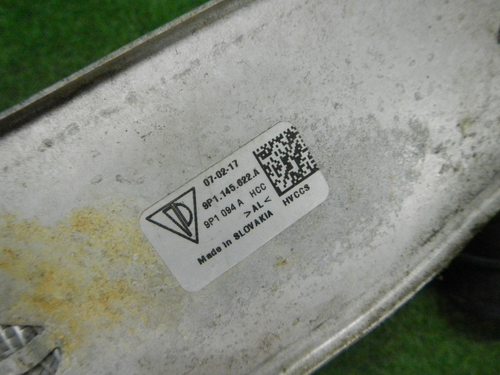 07-02-17
9P1.145.622.A
9P1 094 A HCC
>AL<
Made in SLOVAKIA
HVCCS